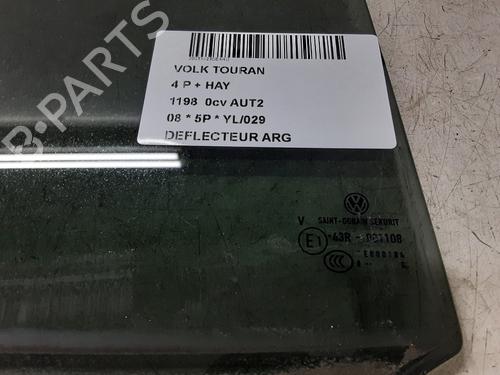 VOLK TOURAN
4 P + HAY
1198 0cv AUT2
08 * 5P * YL/029
DEFLECTEUR ARG
V SAINT-GOBAIN SEKURIT
E1 43R - 001108
B-PARTS